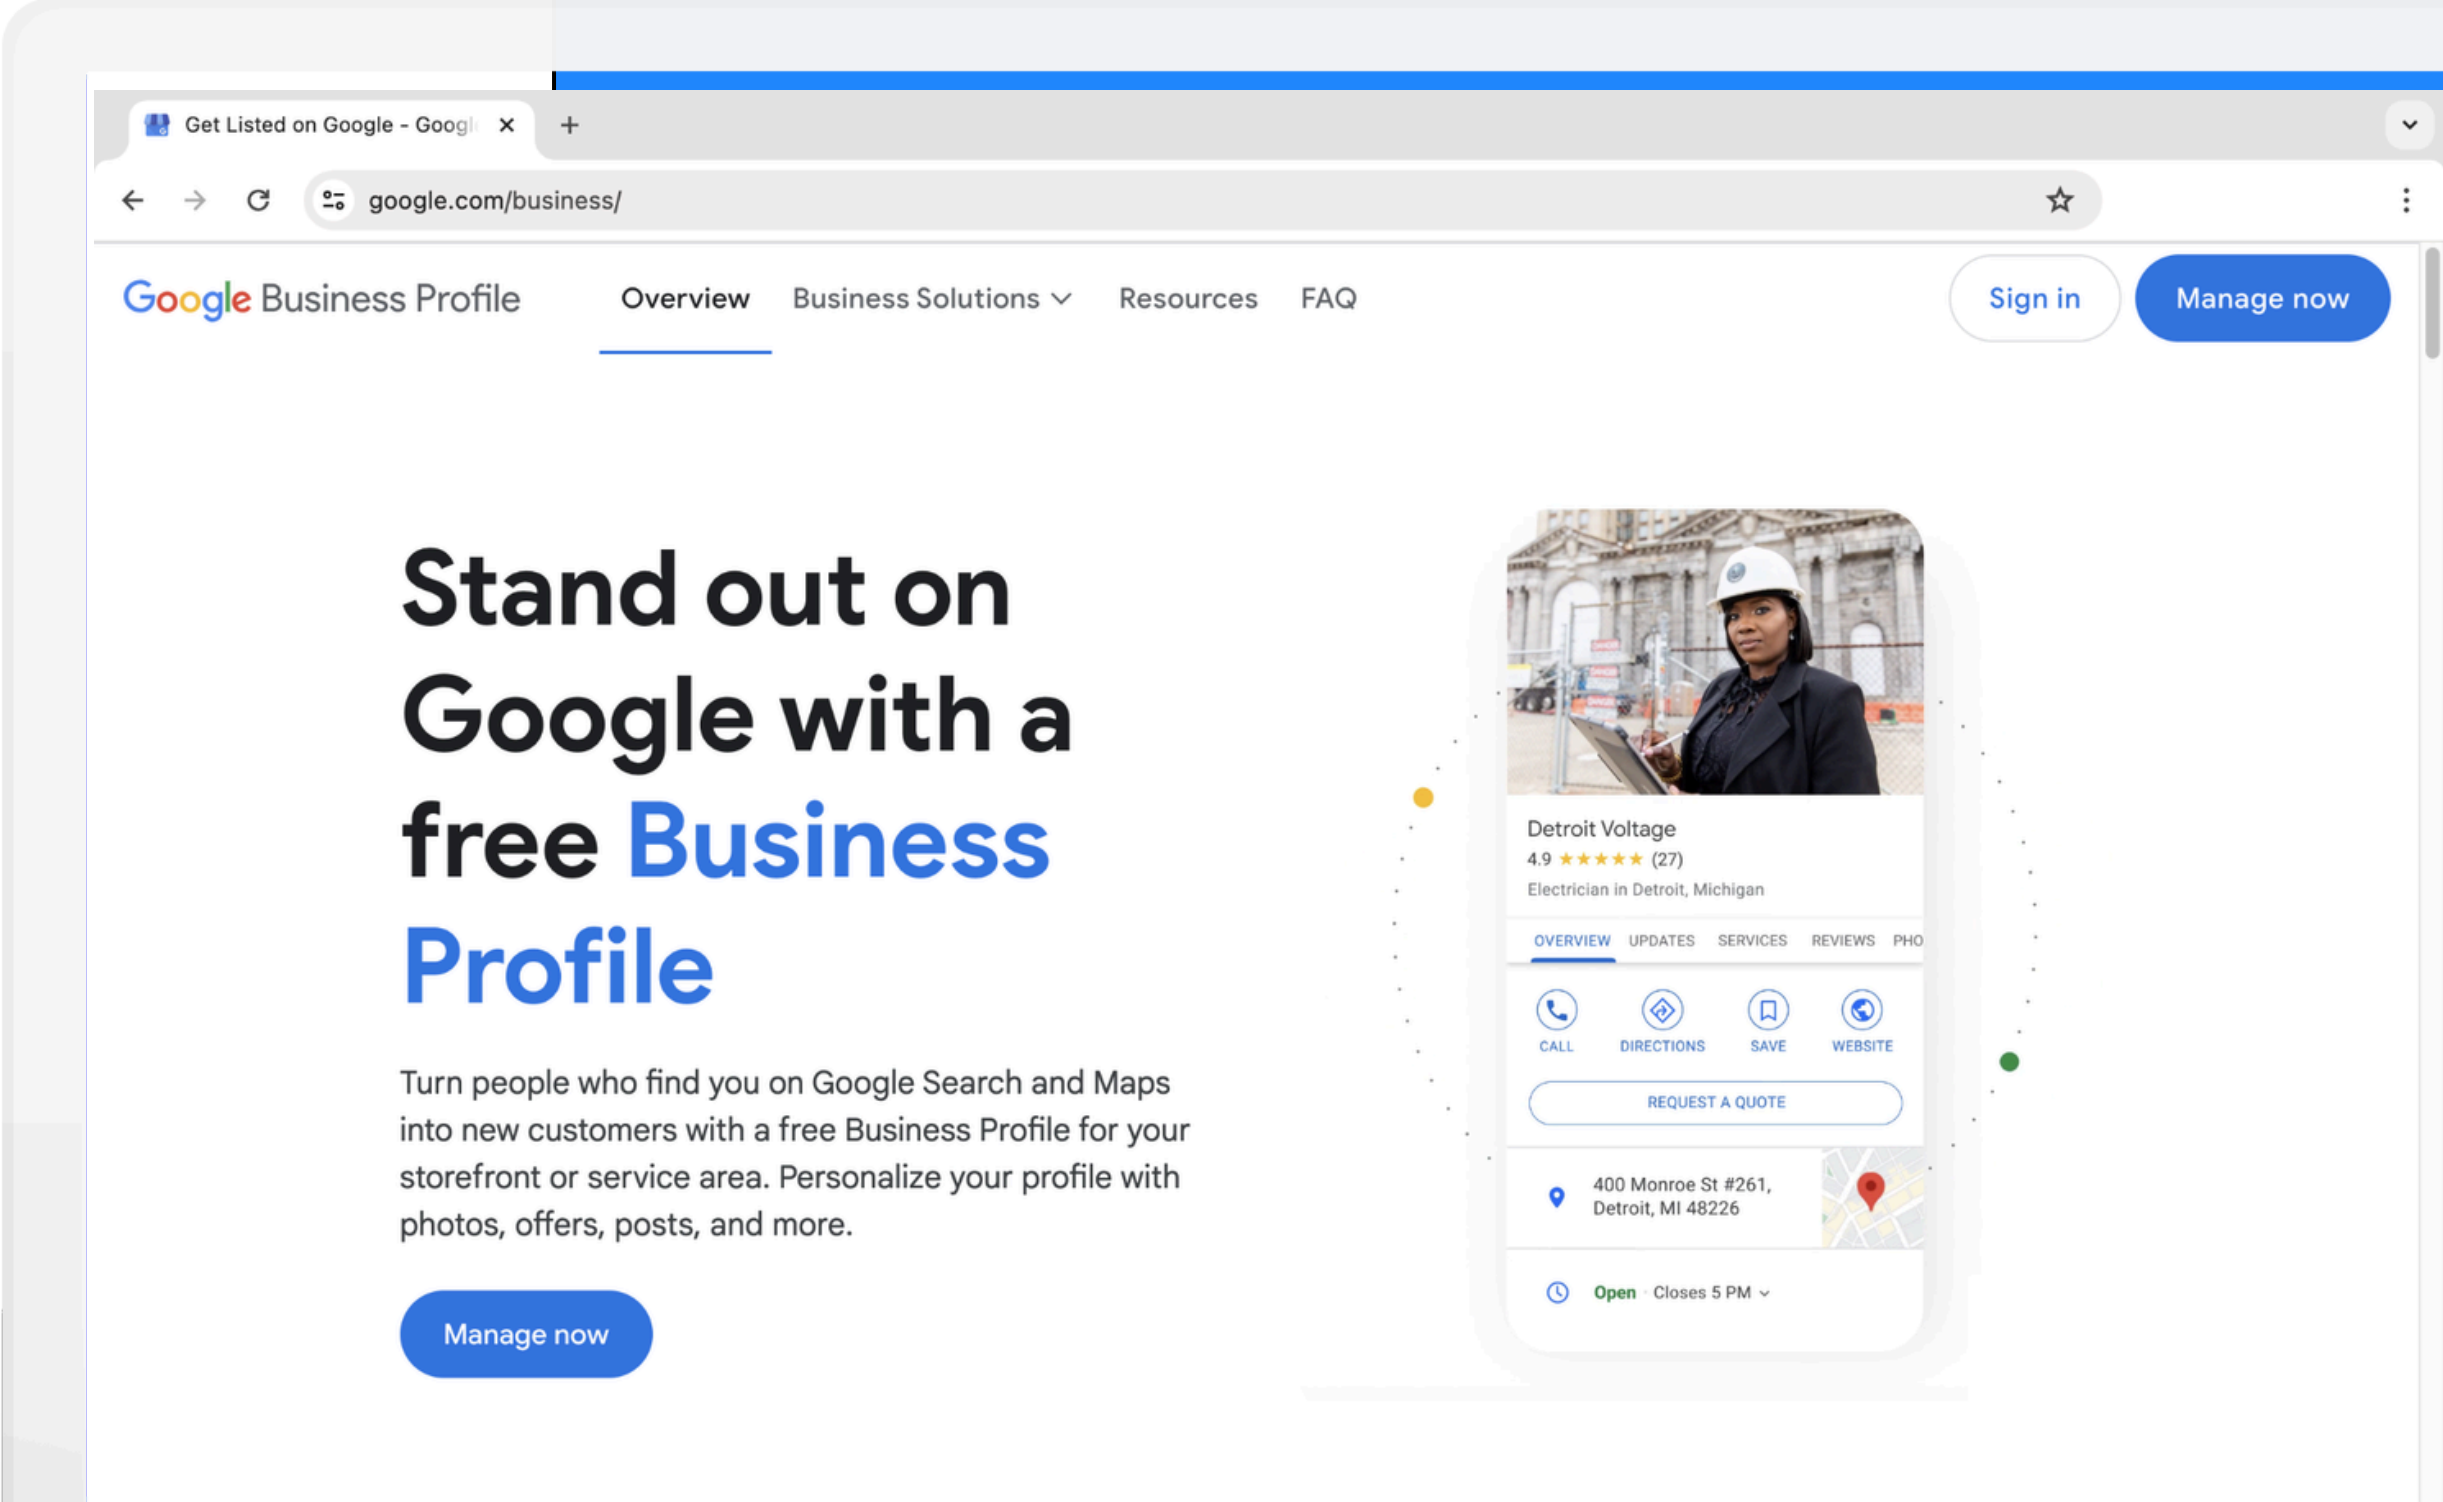 Get Listed on Google - Googl
google.com/business/
Google Business Profile
Overview
Business Solutions
Resources
FAQ
Sign in
Manage now
Stand out on
Google with a
free Business
Profile
Turn people who find you on Google Search and Maps
into new customers with a free Business Profile for your
storefront or service area. Personalize your profile with
photos, offers, posts, and more.
Manage now
Detroit Voltage
4.9 ★★★★★ (27)
Electrician in Detroit, Michigan
OVERVIEW UPDATES SERVICES REVIEWS PHO
CALL DIRECTIONS SAVE WEBSITE
REQUEST A QUOTE
400 Monroe St #261,
Detroit, MI 48226
Open · Closes 5 PM